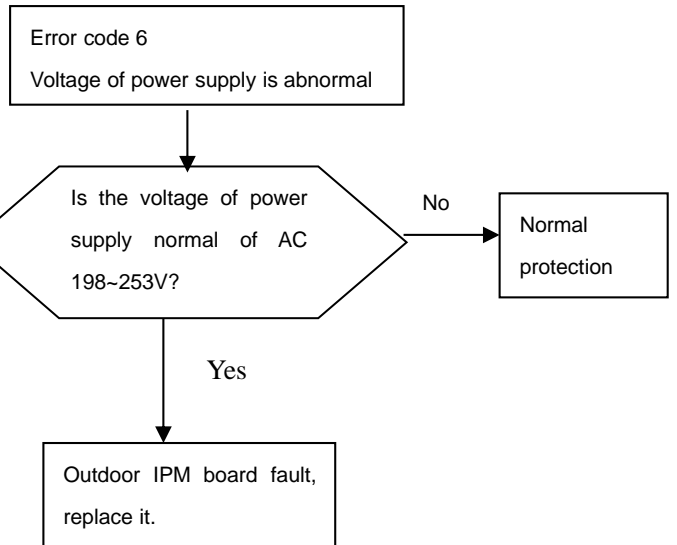 Error code 6
Voltage of power supply is abnormal
Is the voltage of power
supply normal of AC
198~253V?
No
Normal
protection
Yes
Outdoor IPM board fault,
replace it.